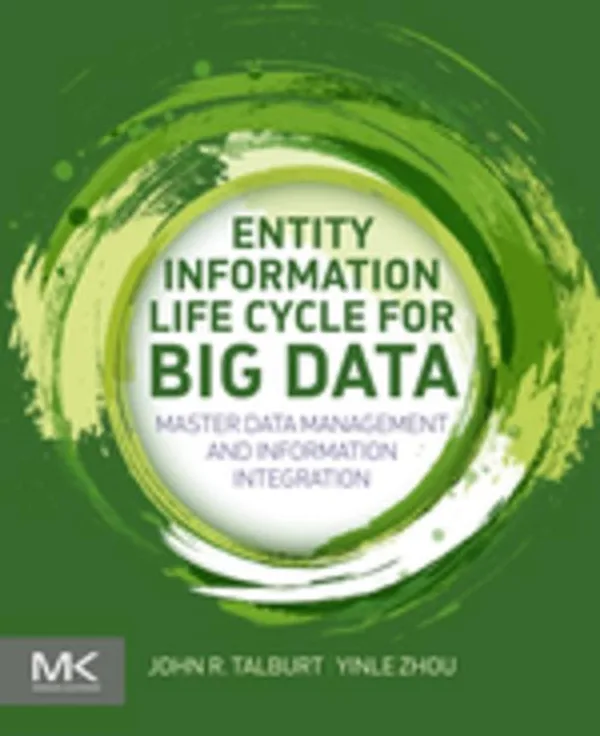 ENTITY
INFORMATION
LIFE CYCLE FOR
BIG DATA
MASTER DATA MANAGEMENT
AND INFORMATION
INTEGRATION
MK
JOHN R. TALBURT YINLE ZHOU